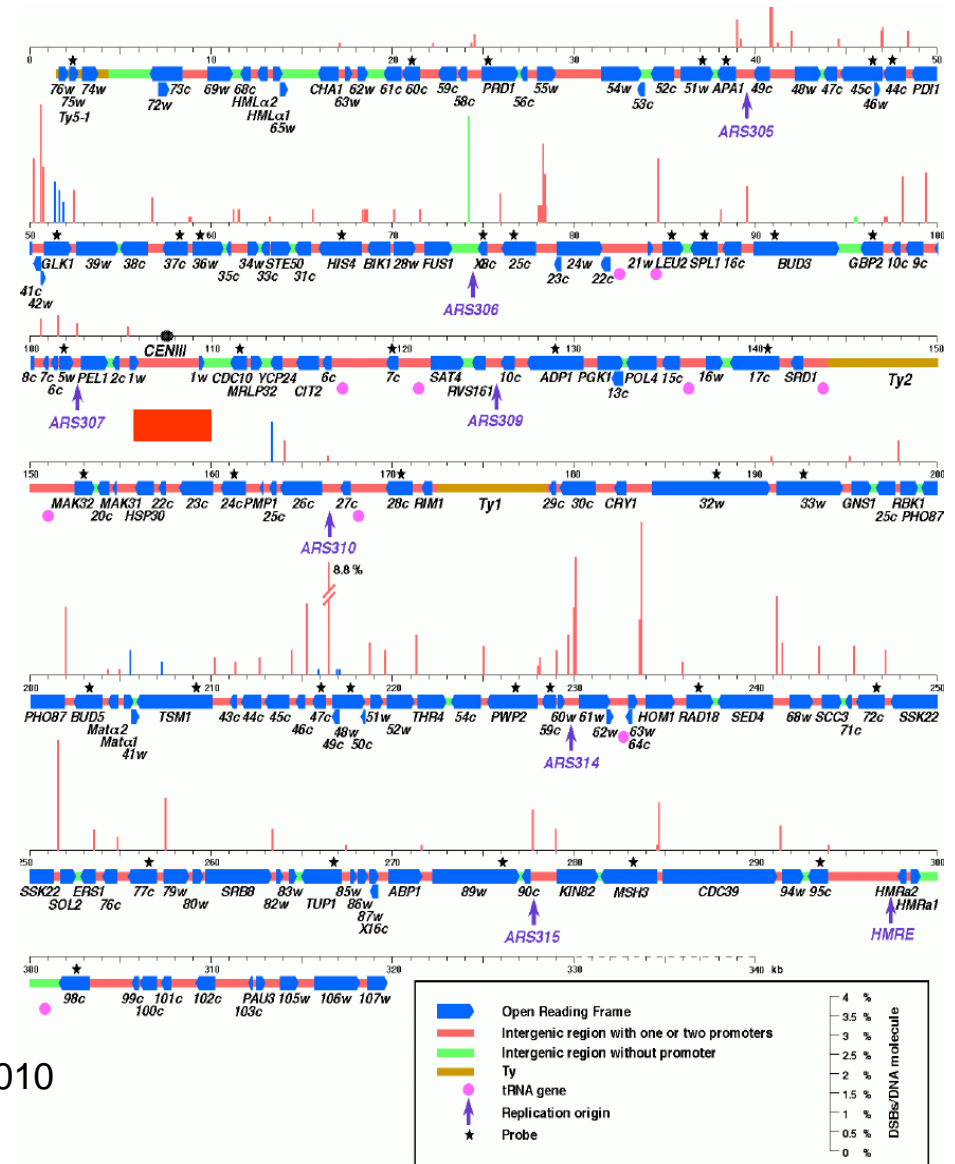 0 10 20 30 40 50
76w 74w 73c 69w 68c CHA1 62w 61c 60c 59c PRD1 55w 54w 52c 51w APA1 49c 48w 47c 45c 44c PDI1
75w 72w HMLα2 63w 58c 56c 53c 46w
Ty5-1 HMLα1
65w
ARS305
50 60 70 80 90 100
GLK1 39w 38c 37c 36w 34w STE50 HIS4 BIK1 28w FUS1 X8c 25c 24w 21w LEU2 SPL1 16c BUD3 GBP2 10c 9c
41c 35c 33c 31c 23c 22c
42w
ARS306
100 CENIII 110 120 130 140 150
8c 7c 5w PEL1 2c 1w 1w CDC10 YCP24 6c 7c SAT4 10c ADP1 PGK1 POL4 15c 16w 17c SRD1 Ty2
6c MRLP32 CIT2 RVS161 13c
ARS307 ARS309
150 160 170 180 190 200
MAK32 MAK31 22c 23c 24c PMP1 26c 27c 28c RIM1 Ty1 29c 30c CRY1 32w 33w GNS1 RBK1
20c HSP30 25c 25c PHO87
ARS310
8.8 %
200 210 220 230 240 250
PHO87 BUD5 TSM1 43c 44c 45c 47c 51w THR4 54c PWP2 60w 61w HOM1 RAD18 SED4 68w SCC3 72c SSK22
Matα2 46c 48w 52w 59c 62w 63w 71c
Matα1 49c 50c 64c
41w
ARS314
250 260 270 280 290 300
SSK22 ERS1 77c 79w SRB8 83w 85w ABP1 89w 90c KIN82 MSH3 CDC39 94w 95c HMRa2
SOL2 76c 80w 82w TUP1 86w HMRa1
87w
X16c
ARS315 HMRE
300 310 320 330 340 kb
98c 99c 101c 102c PAU3 105w 106w 107w
100c 103c
Open Reading Frame
Intergenic region with one or two promoters
Intergenic region without promoter
Ty
tRNA gene
Replication origin
Probe
4 %
3.5 %
3 %
2.5 %
2 %
1.5 %
1 %
0.5 %
0 %
DSBs/DNA molecule
010